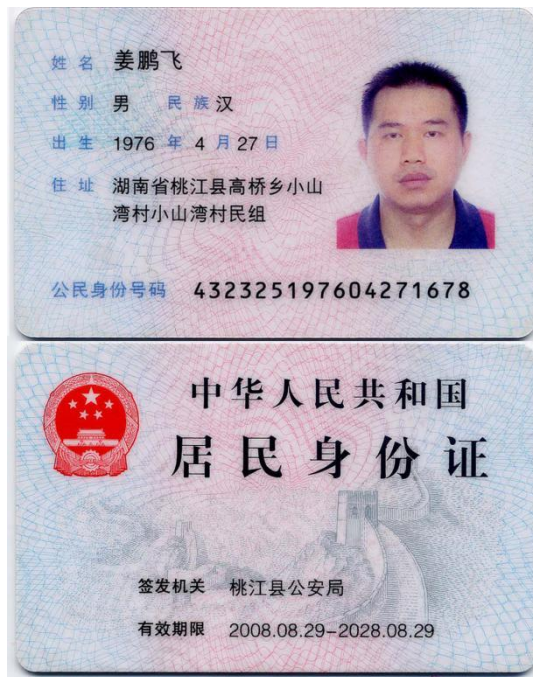 姓名 姜鹏飞
性别 男 民族 汉
出生 1976 年 4 月 27 日
住址 湖南省桃江县高桥乡小山
湾村小山湾村民组
公民身份号码 432325197604271678
中华人民共和国
居民身份证
签发机关 桃江县公安局
有效期限 2008.08.29-2028.08.29